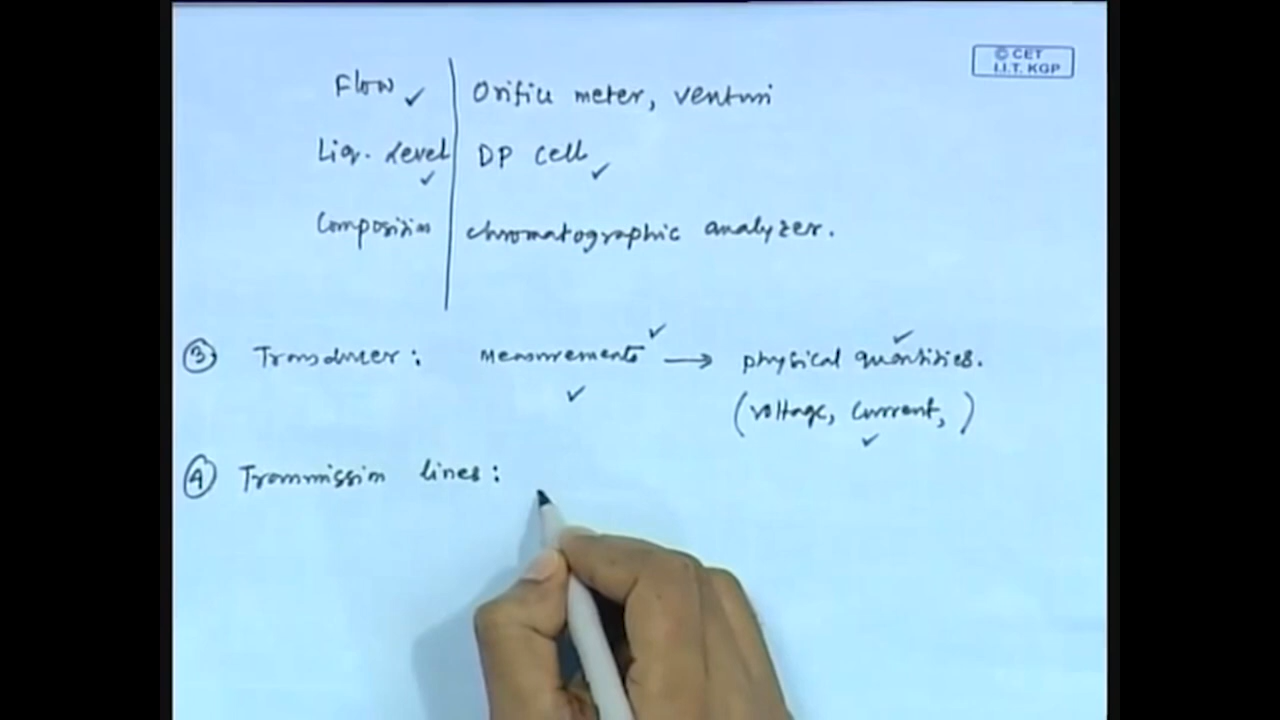 © CET
I.I.T. KGP
Flow ✓ | Orifice meter, venturi
Liq. Level ✓ | DP cell ✓
Composition | chromatographic analyzer.
③ Transducer: Measurements ✓ → physical quantities.
(voltage, current, )
④ Transmission lines: